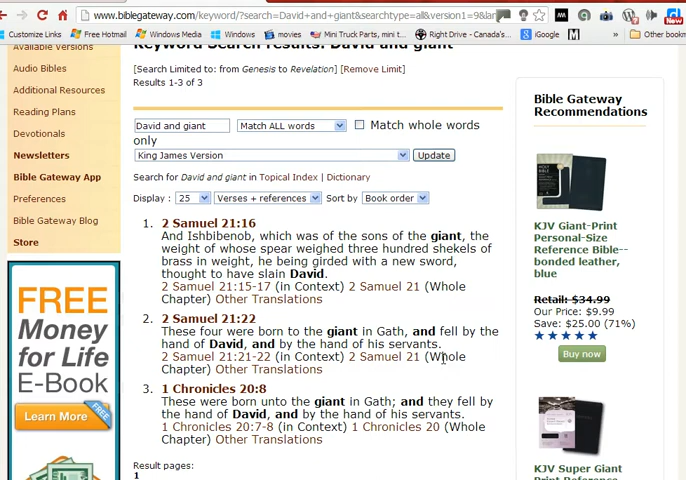 www.biblegateway.com/keyword/?search=David+and+giant&searchtype=all&version1=9&lan
Customize Links Free Hotmail Windows Media Windows movies Mini Truck Parts, mini t... Right Drive - Canada's... iGoogle Other bookm
Keyword Search results: David and giant
Available Versions
Audio Bibles
Additional Resources
Reading Plans
Devotionals
Newsletters
Bible Gateway App
Preferences
Bible Gateway Blog
Store
FREE
Money
for Life
E-Book
Learn More
FREE
[Search Limited to: from Genesis to Revelation] [Remove Limit]
Results 1-3 of 3
David and giant Match ALL words Match whole words
only
King James Version Update
Search for David and giant in Topical Index | Dictionary
Display : 25 Verses + references Sort by Book order
1. 2 Samuel 21:16
And Ishbibenob, which was of the sons of the giant, the
weight of whose spear weighed three hundred shekels of
brass in weight, he being girded with a new sword,
thought to have slain David.
2 Samuel 21:15-17 (in Context) 2 Samuel 21 (Whole
Chapter) Other Translations
2. 2 Samuel 21:22
These four were born to the giant in Gath, and fell by the
hand of David, and by the hand of his servants.
2 Samuel 21:21-22 (in Context) 2 Samuel 21 (Whole
Chapter) Other Translations
3. 1 Chronicles 20:8
These were born unto the giant in Gath; and they fell by
the hand of David, and by the hand of his servants.
1 Chronicles 20:7-8 (in Context) 1 Chronicles 20 (Whole
Chapter) Other Translations
Result pages:
1
Bible Gateway
Recommendations
KJV Giant-Print
Personal-Size
Reference Bible--
bonded leather,
blue
Retail: $34.99
Our Price: $9.99
Save: $25.00 (71%)
Buy now
KJV Super Giant
Print Reference
New